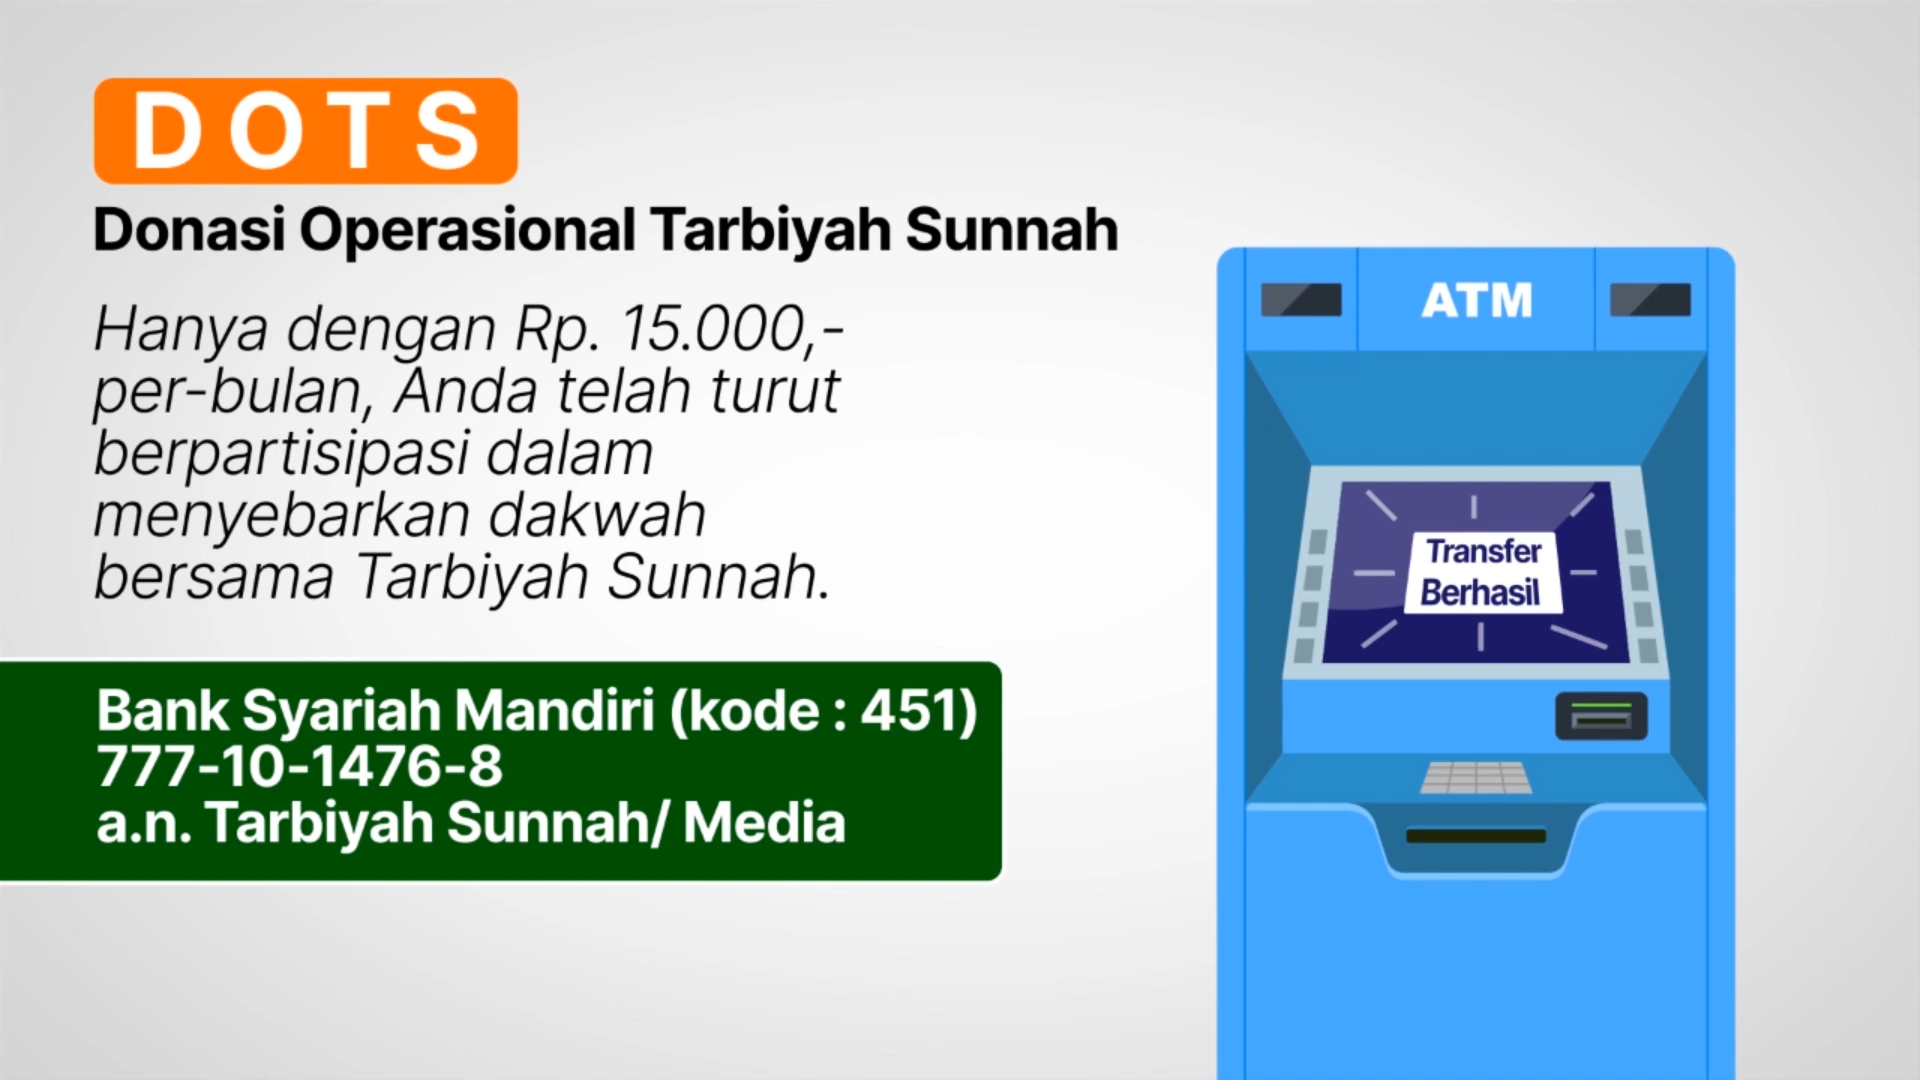 DOTS
Donasi Operasional Tarbiyah Sunnah
Hanya dengan Rp. 15.000,-
per-bulan, Anda telah turut
berpartisipasi dalam
menyebarkan dakwah
bersama Tarbiyah Sunnah.
Bank Syariah Mandiri (kode : 451)
777-10-1476-8
a.n. Tarbiyah Sunnah/ Media
ATM
Transfer
Berhasil